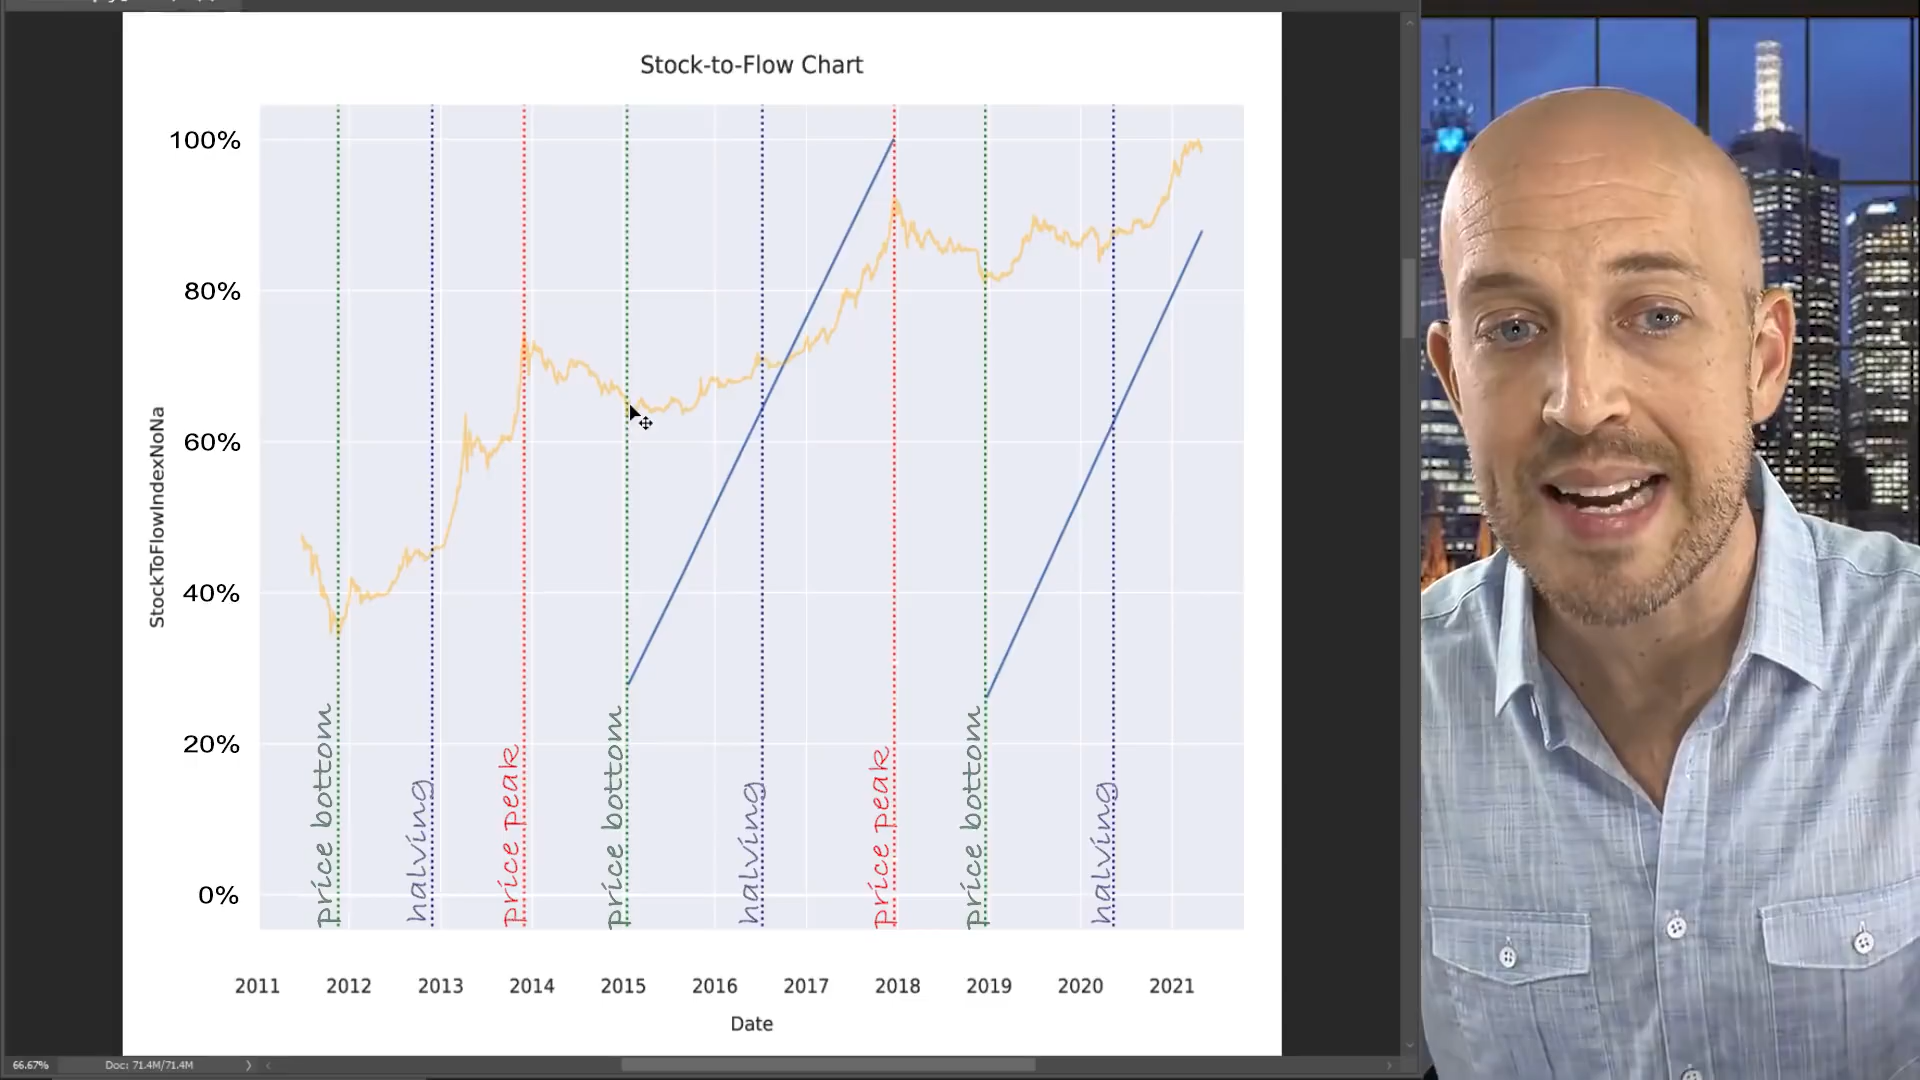 Stock-to-Flow Chart
100%
80%
60%
40%
20%
0%
StockToFlowIndexNoNa
price bottom
halving
price peak
price bottom
halving
price peak
price bottom
halving
2011 2012 2013 2014 2015 2016 2017 2018 2019 2020 2021
Date
66.67% Doc: 71.4M/71.4M